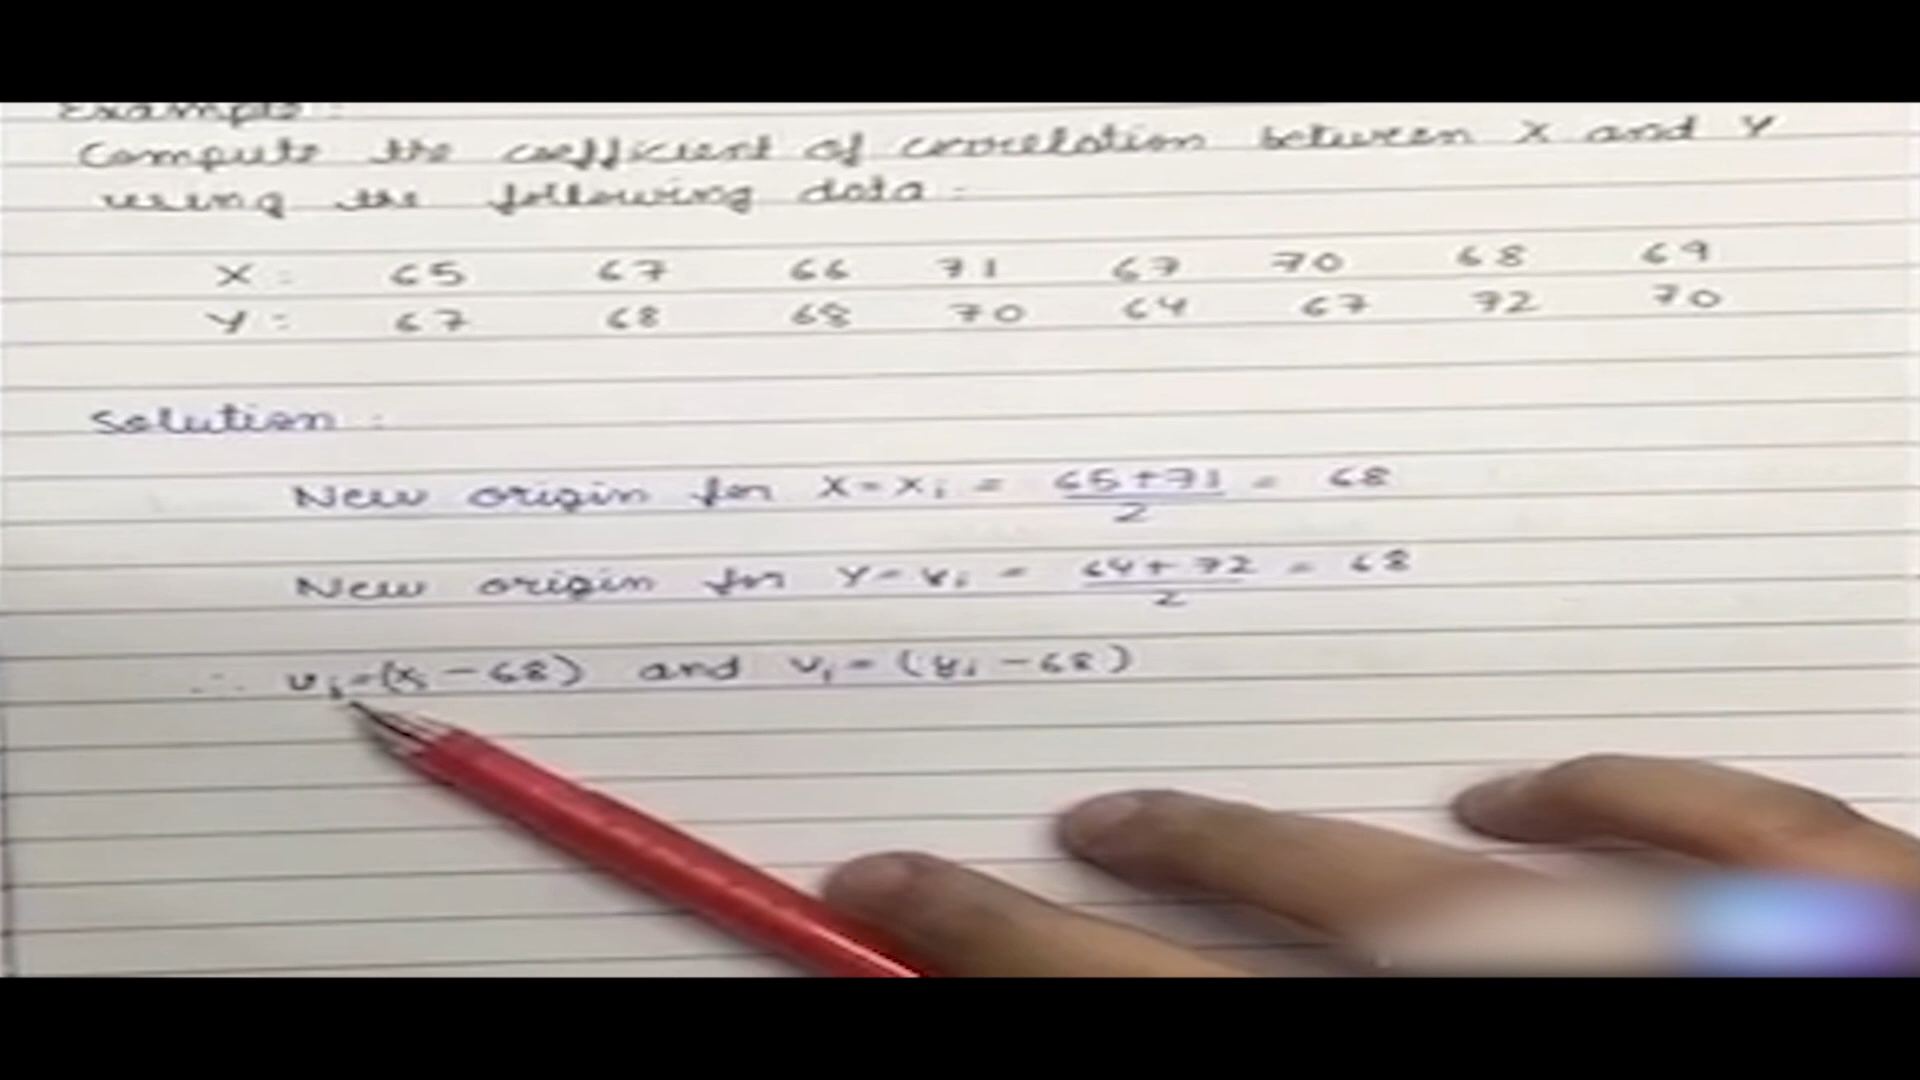 Example:
Compute the coefficient of correlation between X and Y
using the following data:
X: 65 67 66 71 67 70 68 69
Y: 67 68 68 70 64 67 72 70
Solution:
New origin for X = xi = 65+71/2 = 68
New origin for Y = yi = 64+72/2 = 68
∴ ui = (xi - 68) and vi = (yi - 68)